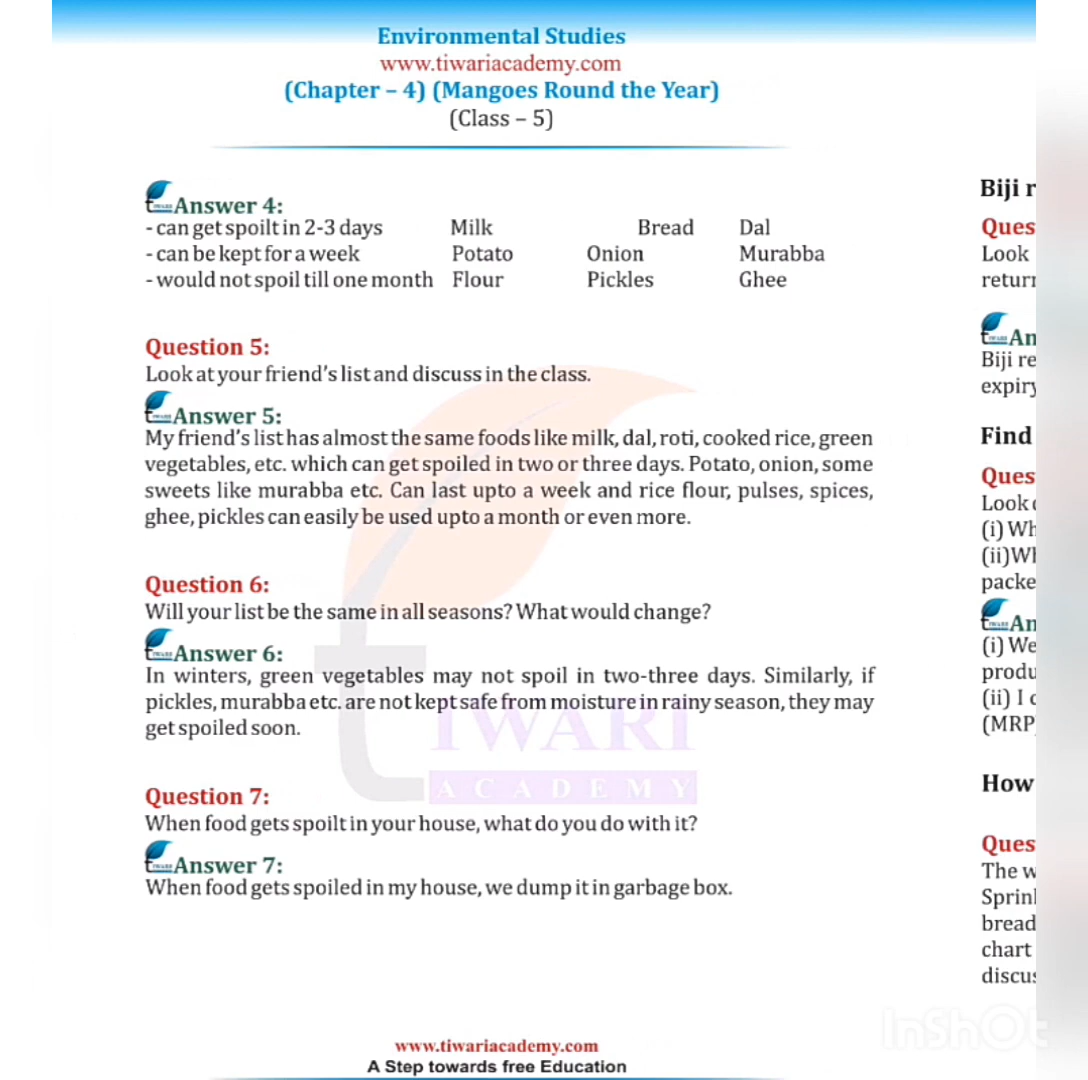 Environmental Studies
www.tiwariacademy.com
(Chapter – 4) (Mangoes Round the Year)
(Class – 5)
Answer 4:
- can get spoilt in 2-3 days Milk Bread Dal
- can be kept for a week Potato Onion Murabba
- would not spoil till one month Flour Pickles Ghee
Question 5:
Look at your friend's list and discuss in the class.
Answer 5:
My friend's list has almost the same foods like milk, dal, roti, cooked rice, green
vegetables, etc. which can get spoiled in two or three days. Potato, onion, some
sweets like murabba etc. Can last upto a week and rice flour, pulses, spices,
ghee, pickles can easily be used upto a month or even more.
Question 6:
Will your list be the same in all seasons? What would change?
Answer 6:
In winters, green vegetables may not spoil in two-three days. Similarly, if
pickles, murabba etc. are not kept safe from moisture in rainy season, they may
get spoiled soon.
Question 7:
When food gets spoilt in your house, what do you do with it?
Answer 7:
When food gets spoiled in my house, we dump it in garbage box.
TIWARI
ACADEMY
www.tiwariacademy.com
A Step towards free Education
Biji r
Ques
Look
return
An
Biji re
expiry
Find
Ques
Look
(i) Wh
(ii)Wh
packe
An
(i) We
produ
(ii) I
(MRP
How
Ques
The w
Sprin
bread
chart
discus
InShOt